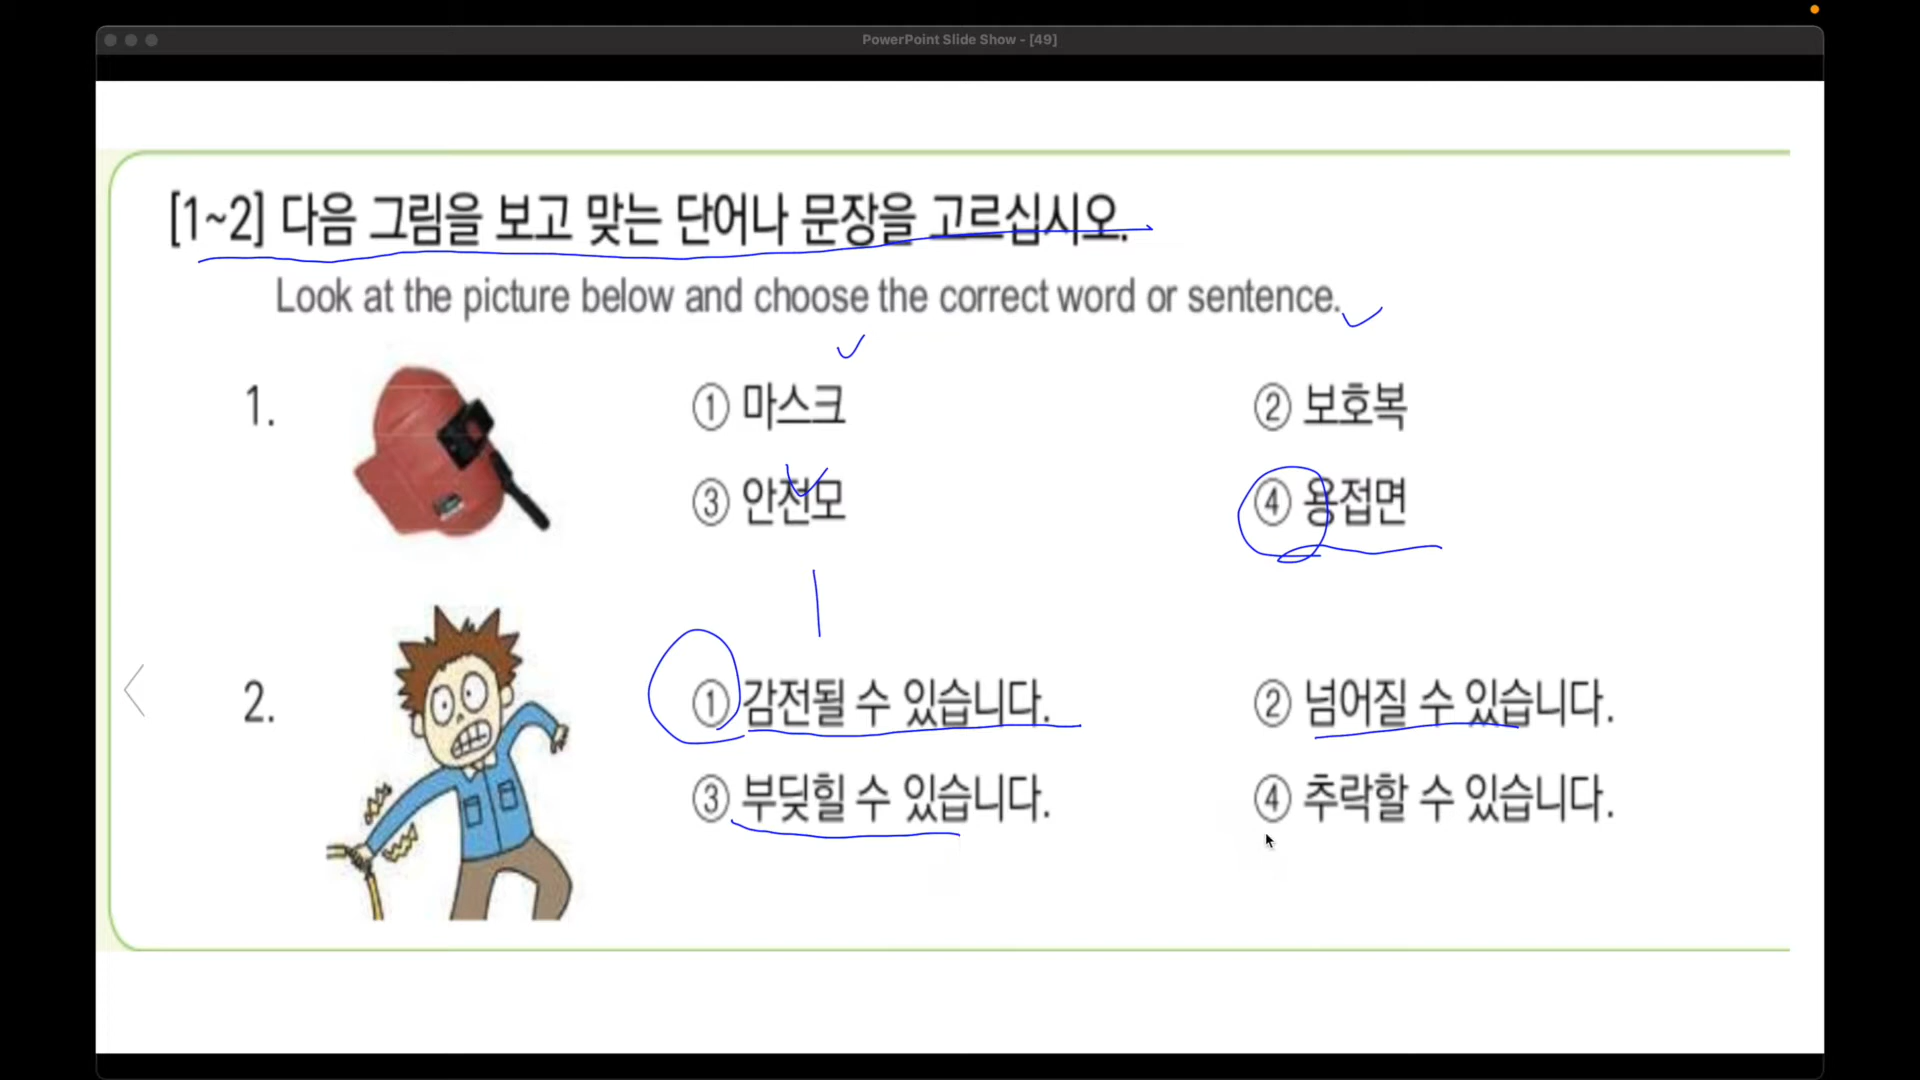 PowerPoint Slide Show - [49]
[1~2] 다음 그림을 보고 맞는 단어나 문장을 고르십시오.
Look at the picture below and choose the correct word or sentence.
1.
① 마스크
② 보호복
③ 안전모
④ 용접면
2.
① 감전될 수 있습니다.
② 넘어질 수 있습니다.
③ 부딪힐 수 있습니다.
④ 추락할 수 있습니다.